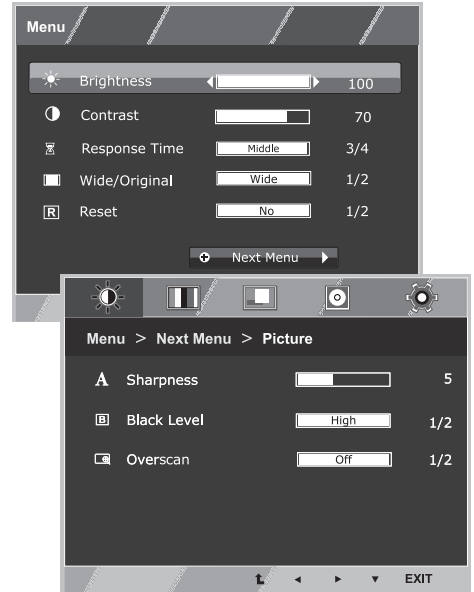 Menu
Brightness 100
Contrast 70
Response Time Middle 3/4
Wide/Original Wide 1/2
R Reset No 1/2
Next Menu
Menu > Next Menu > Picture
A Sharpness 5
B Black Level High 1/2
Overscan Off 1/2
EXIT